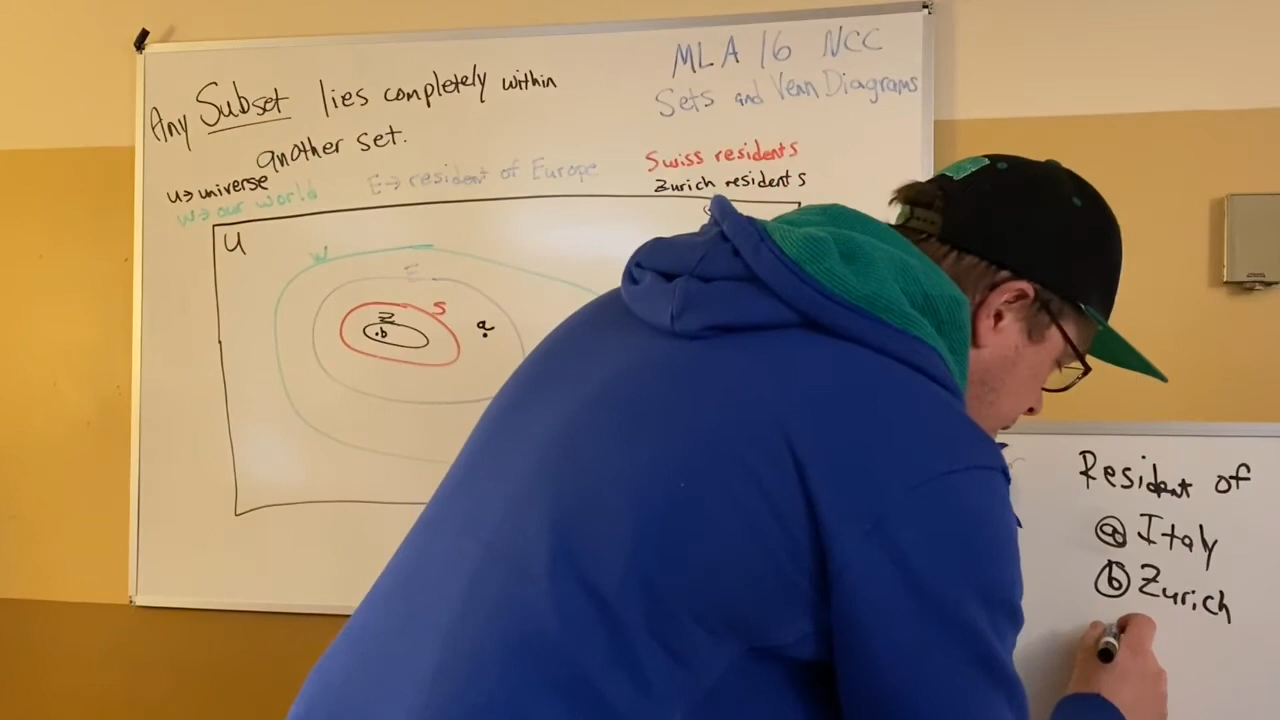 MLA 16 NCC
Sets and Venn Diagrams
Any Subset lies completely within
another set.
U→universe
W→our world
E→resident of Europe
Swiss residents
Zurich residents
U
W
E
S
Z
.b
a
Resident of
ⓐ Italy
ⓑ Zurich